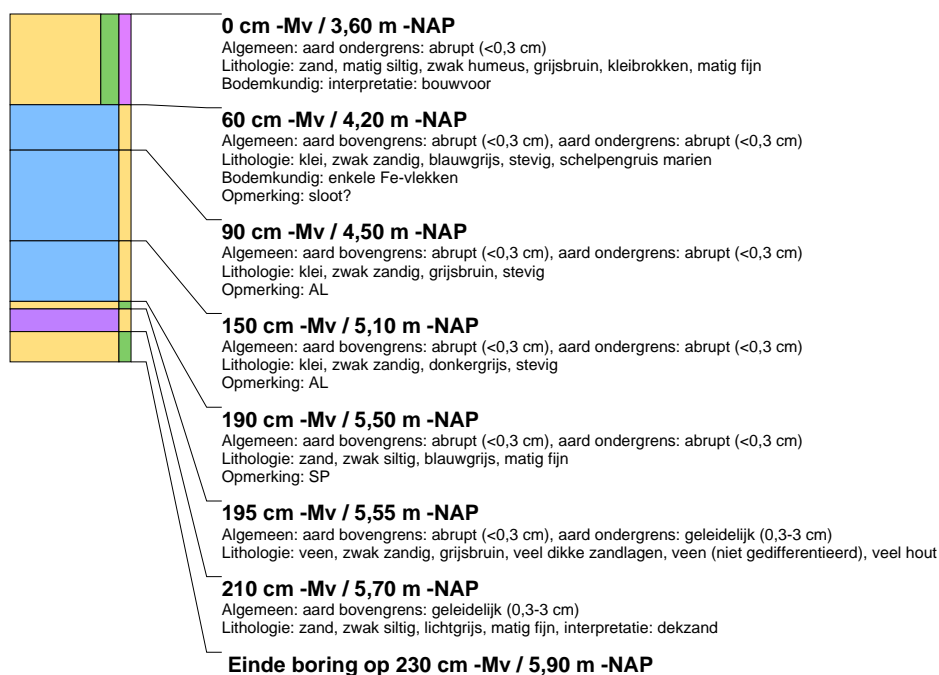 0 cm -Mv / 3,60 m -NAP
Algemeen: aard ondergrens: abrupt (<0,3 cm)
Lithologie: zand, matig siltig, zwak humeus, grijsbruin, kleibrokken, matig fijn
Bodemkundig: interpretatie: bouwvoor
60 cm -Mv / 4,20 m -NAP
Algemeen: aard bovengrens: abrupt (<0,3 cm), aard ondergrens: abrupt (<0,3 cm)
Lithologie: klei, zwak zandig, blauwgrijs, stevig, schelpengruis marien
Bodemkundig: enkele Fe-vlekken
Opmerking: sloot?
90 cm -Mv / 4,50 m -NAP
Algemeen: aard bovengrens: abrupt (<0,3 cm), aard ondergrens: abrupt (<0,3 cm)
Lithologie: klei, zwak zandig, grijsbruin, stevig
Opmerking: AL
150 cm -Mv / 5,10 m -NAP
Algemeen: aard bovengrens: abrupt (<0,3 cm), aard ondergrens: abrupt (<0,3 cm)
Lithologie: klei, zwak zandig, donkergrijs, stevig
Opmerking: AL
190 cm -Mv / 5,50 m -NAP
Algemeen: aard bovengrens: abrupt (<0,3 cm), aard ondergrens: abrupt (<0,3 cm)
Lithologie: zand, zwak siltig, blauwgrijs, matig fijn
Opmerking: SP
195 cm -Mv / 5,55 m -NAP
Algemeen: aard bovengrens: abrupt (<0,3 cm), aard ondergrens: geleidelijk (0,3-3 cm)
Lithologie: veen, zwak zandig, grijsbruin, veel dikke zandlagen, veen (niet gedifferentieerd), veel hout
210 cm -Mv / 5,70 m -NAP
Algemeen: aard bovengrens: geleidelijk (0,3-3 cm)
Lithologie: zand, zwak siltig, lichtgrijs, matig fijn, interpretatie: dekzand
Einde boring op 230 cm -Mv / 5,90 m -NAP